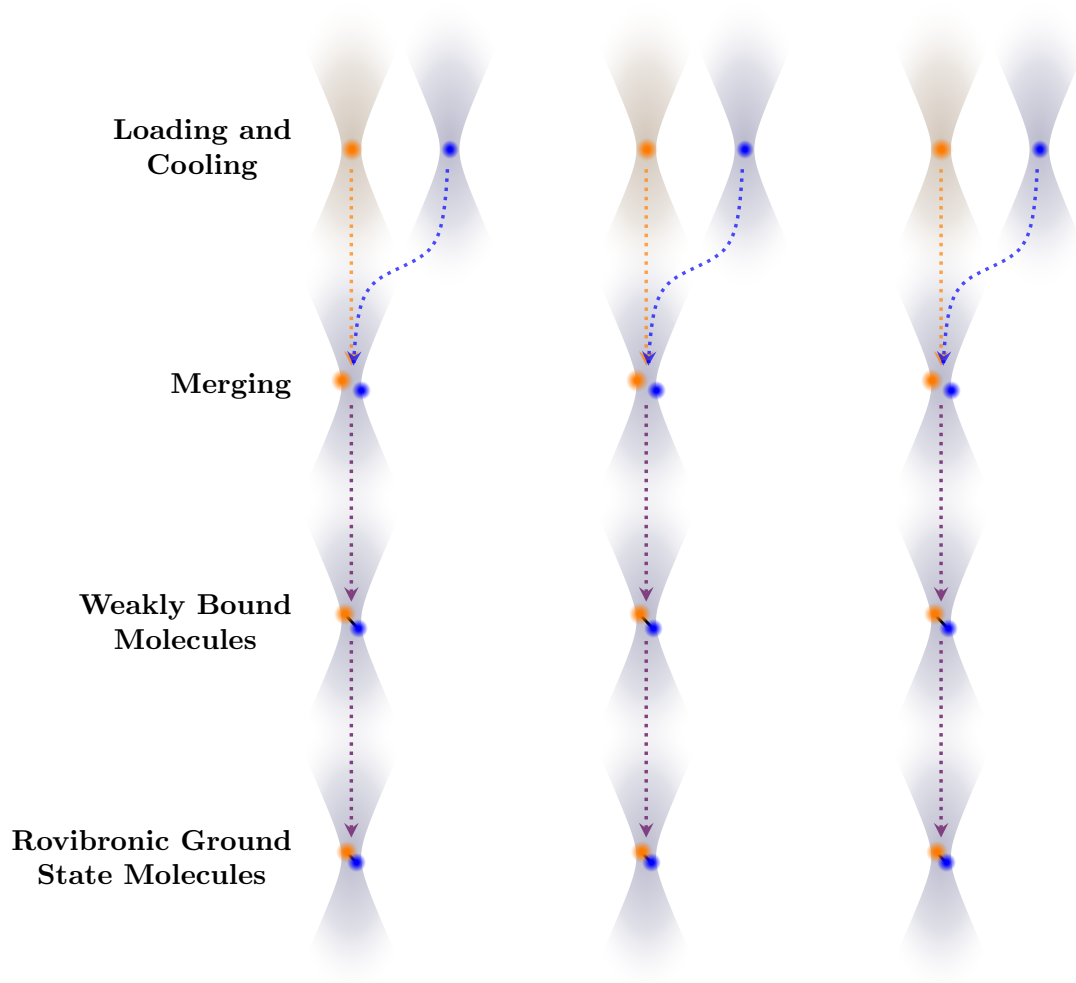 Loading and
Cooling
Merging
Weakly Bound
Molecules
Rovibronic Ground
State Molecules